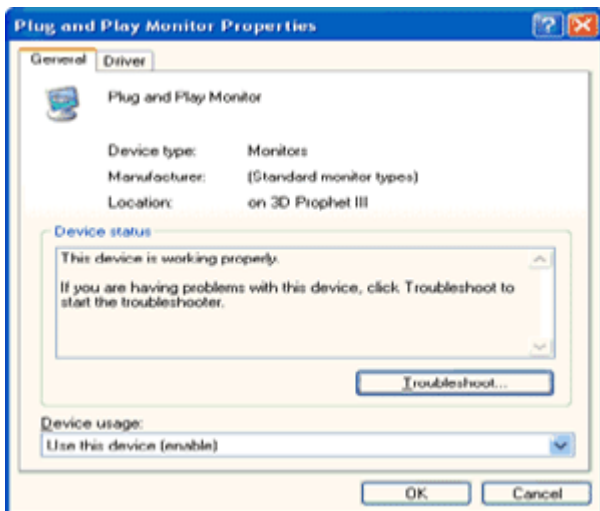 Plug and Play Monitor Properties
General Driver
Plug and Play Monitor
Device type: Monitors
Manufacturer: (Standard monitor types)
Location: on 3D Prophet III
Device status
This device is working properly.
If you are having problems with this device, click Troubleshoot to
start the troubleshooter.
Troubleshoot...
Device usage:
Use this device (enable)
OK Cancel